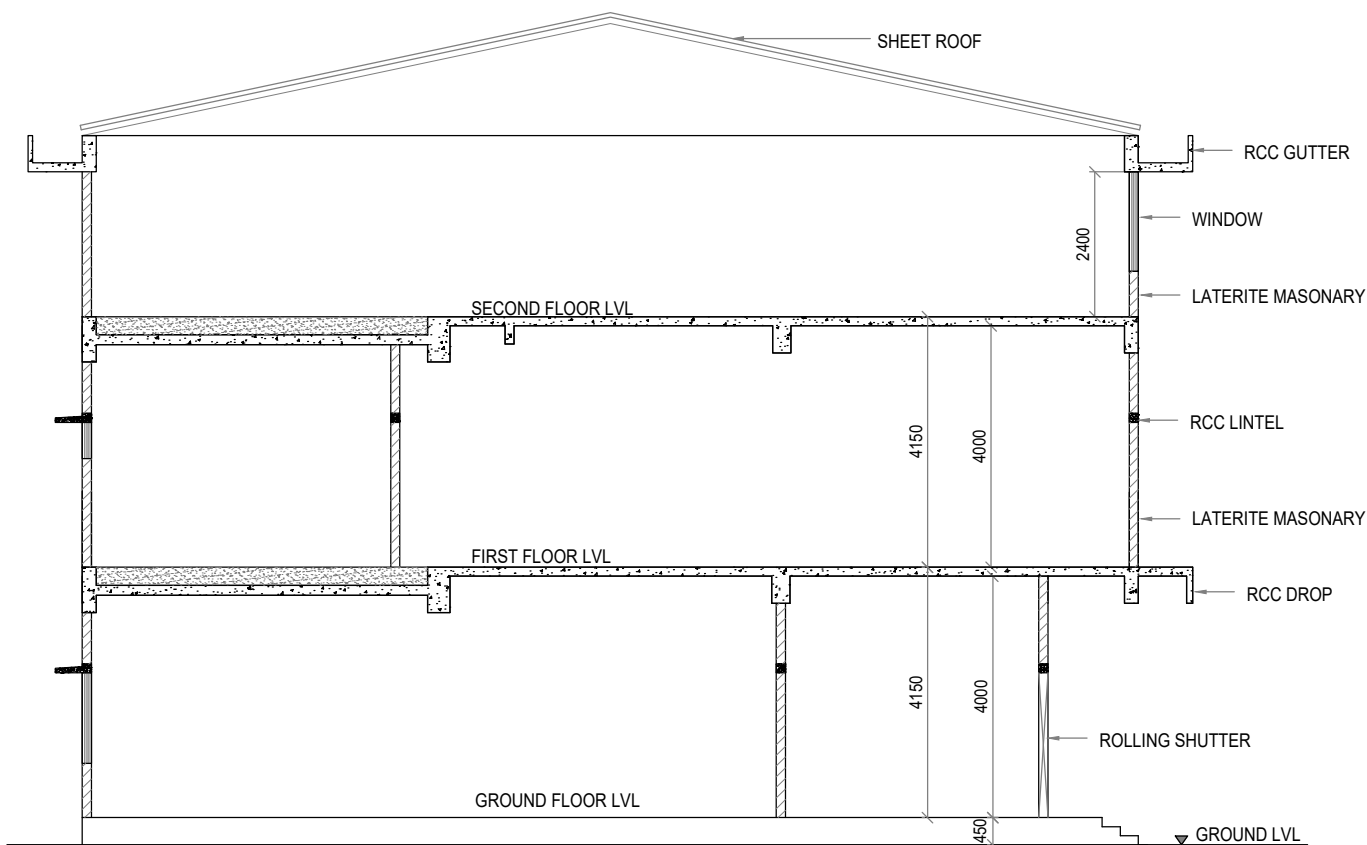 SHEET ROOF
RCC GUTTER
WINDOW
2400
LATERITE MASONARY
SECOND FLOOR LVL
RCC LINTEL
4150
4000
LATERITE MASONARY
FIRST FLOOR LVL
RCC DROP
4150
4000
ROLLING SHUTTER
GROUND FLOOR LVL
450
GROUND LVL